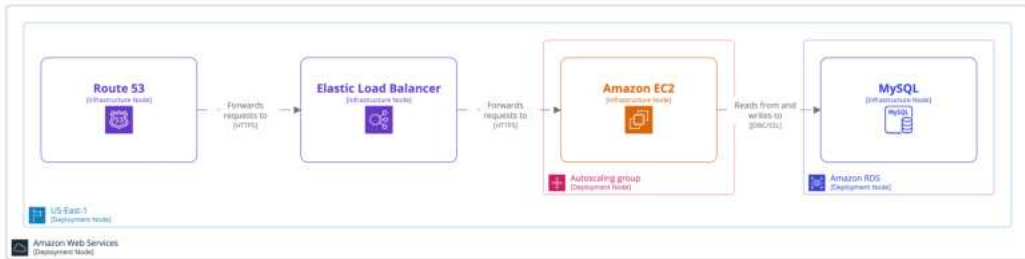 Route 53
[Infrastructure Node]
53
Forwards
requests to
[HTTPS]
Elastic Load Balancer
[Infrastructure Node]
Forwards
requests to
[HTTPS]
Amazon EC2
[Infrastructure Node]
Reads from and
writes to
[JDBC/SSL]
MySQL
[Infrastructure Node]
MySQL
Autoscaling group
[Deployment Node]
Amazon RDS
[Deployment Node]
US-East-1
[Deployment Node]
Amazon Web Services
[Deployment Node]